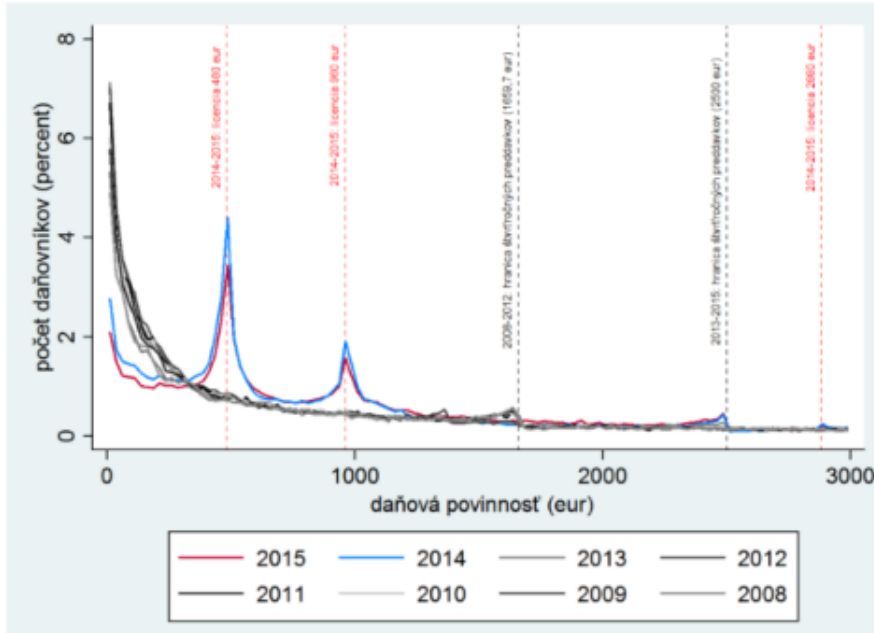 8
6
4
2
0
počet daňovníkov (percent)
2014-2015: licencia 480 eur
2014-2015: licencia 960 eur
2008-2012: hranica štvrťročných preddavkov (1659,7 eur)
2013-2015: hranica štvrťročných preddavkov (2500 eur)
2014-2015: licencia 2880 eur
0 1000 2000 3000
daňová povinnosť (eur)
2015 2014 2013 2012
2011 2010 2009 2008